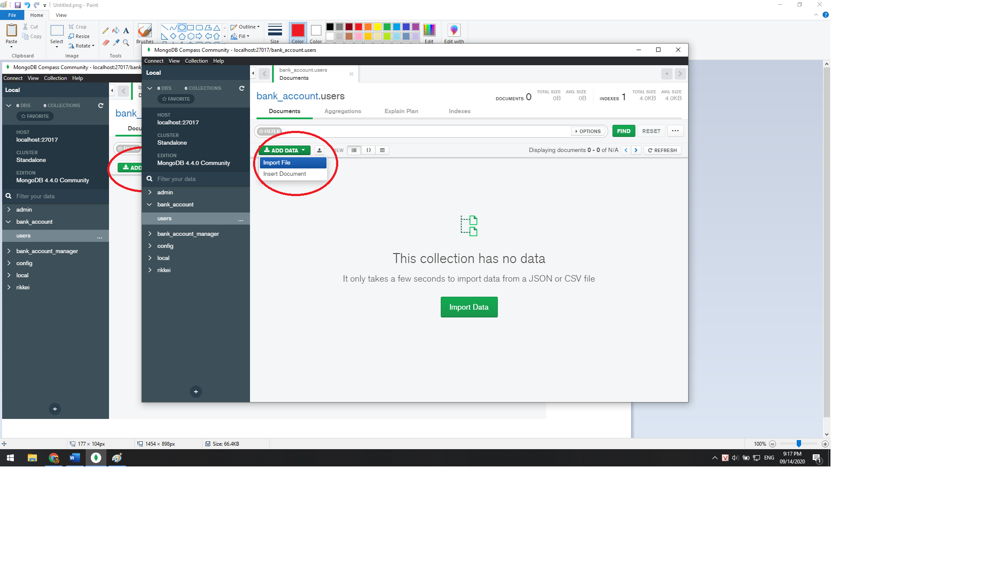 Untitled.png - Paint
File
Home
View
Paste
Cut
Copy
Clipboard
Select
Crop
Resize
Rotate
Image
Tools
Brushes
Outline
Fill
Size
Color
Color
Edit
Edit with
MongoDB Compass Community - localhost:27017/bank
Connect View Collection Help
Local
6 DBS 6 COLLECTIONS
FAVORITE
HOST
localhost:27017
CLUSTER
Standalone
EDITION
MongoDB 4.4.0 Community
Filter your data
admin
bank_account
users
...
bank_account_manager
config
local
rikkei
+
bank_
Docu
FILTER
ADD
MongoDB Compass Community - localhost:27017/bank_account.users
Connect View Collection Help
Local
6 DBS 6 COLLECTIONS
FAVORITE
HOST
localhost:27017
CLUSTER
Standalone
EDITION
MongoDB 4.4.0 Community
Filter your data
admin
bank_account
users
...
bank_account_manager
config
local
rikkei
+
bank_account.users
Documents
bank_account.users
DOCUMENTS 0
TOTAL SIZE
0B
AVG. SIZE
0B
INDEXES 1
TOTAL SIZE
4.0KB
AVG. SIZE
4.0KB
Documents Aggregations Explain Plan Indexes
FILTER
OPTIONS
FIND
RESET
...
ADD DATA
IEW
{}
Displaying documents 0 - 0 of N/A
REFRESH
Import File
Insert Document
This collection has no data
It only takes a few seconds to import data from a JSON or CSV file
Import Data
177 × 104px
1454 × 898px
Size: 66.4KB
100%
ENG
9:17 PM
09/14/2020
1